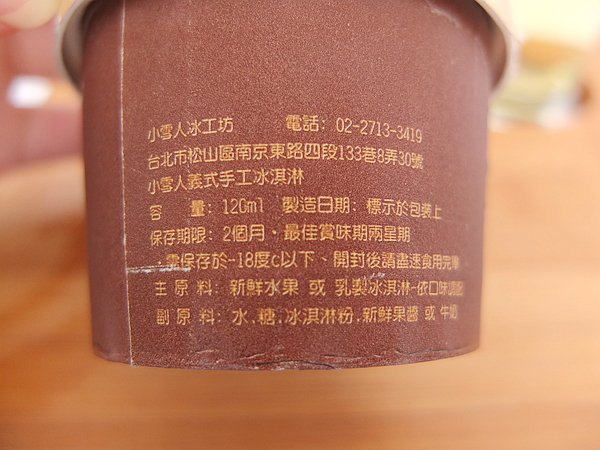 小雪人冰工坊 電話: 02-2713-3419
台北市松山區南京東路四段133巷8弄30號
小雪人義式手工冰淇淋
容 量: 120ml 製造日期: 標示於包裝上
保存期限: 2個月、最佳賞味期兩星期
.需保存於-18度c以下、開封後請盡速食用完畢
主 原 料: 新鮮水果 或 乳製冰淇淋-依口味調配
副 原 料: 水.糖.冰淇淋粉.新鮮果醬 或 牛奶